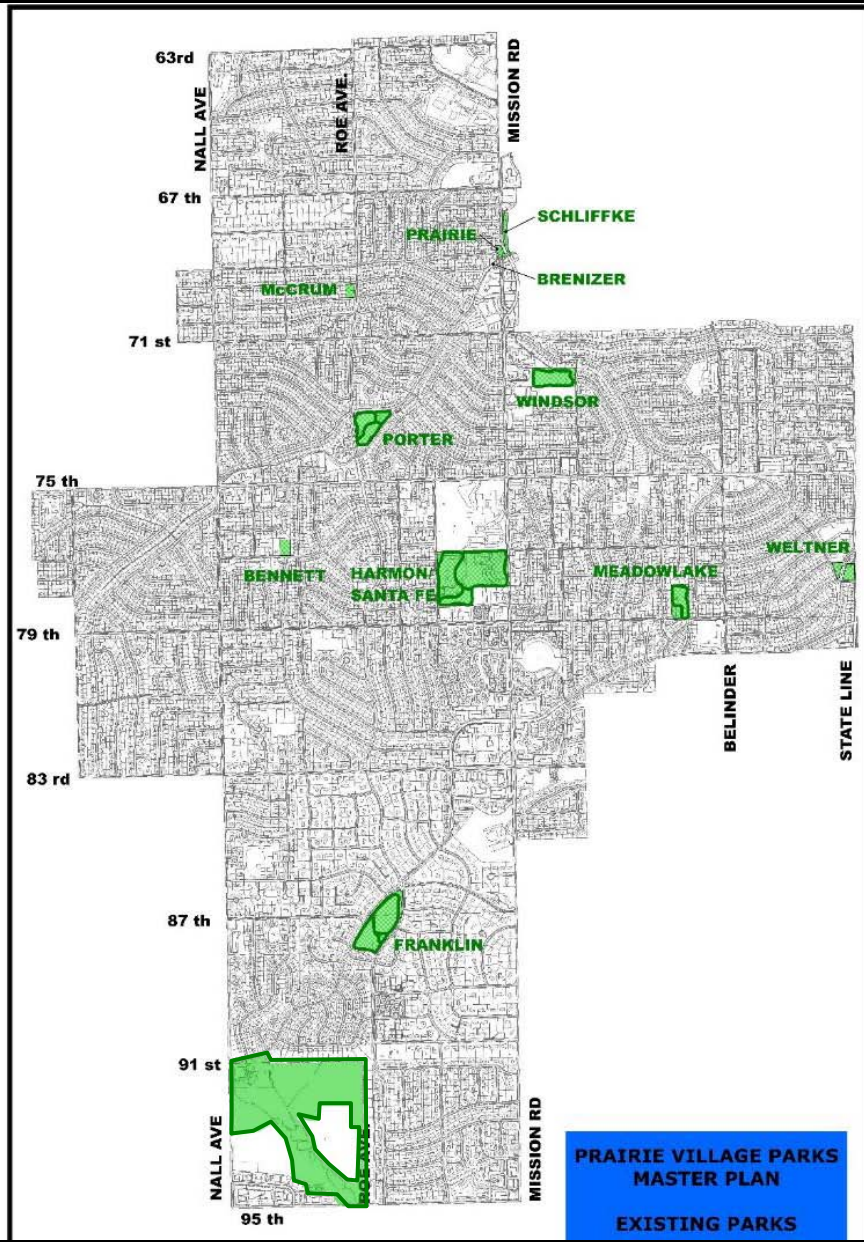 63rd
NALL AVE
ROE AVE.
MISSION RD
67 th
SCHLIFFKE
PRAIRIE
BRENIZER
McCRUM
71 st
WINDSOR
PORTER
75 th
WELTNER
BENNETT
HARMON
SANTA FE
MEADOWLAKE
79 th
BELINDER
STATE LINE
83 rd
87 th
FRANKLIN
91 st
NALL AVE
ROE AVE.
MISSION RD
95 th
PRAIRIE VILLAGE PARKS
MASTER PLAN
EXISTING PARKS